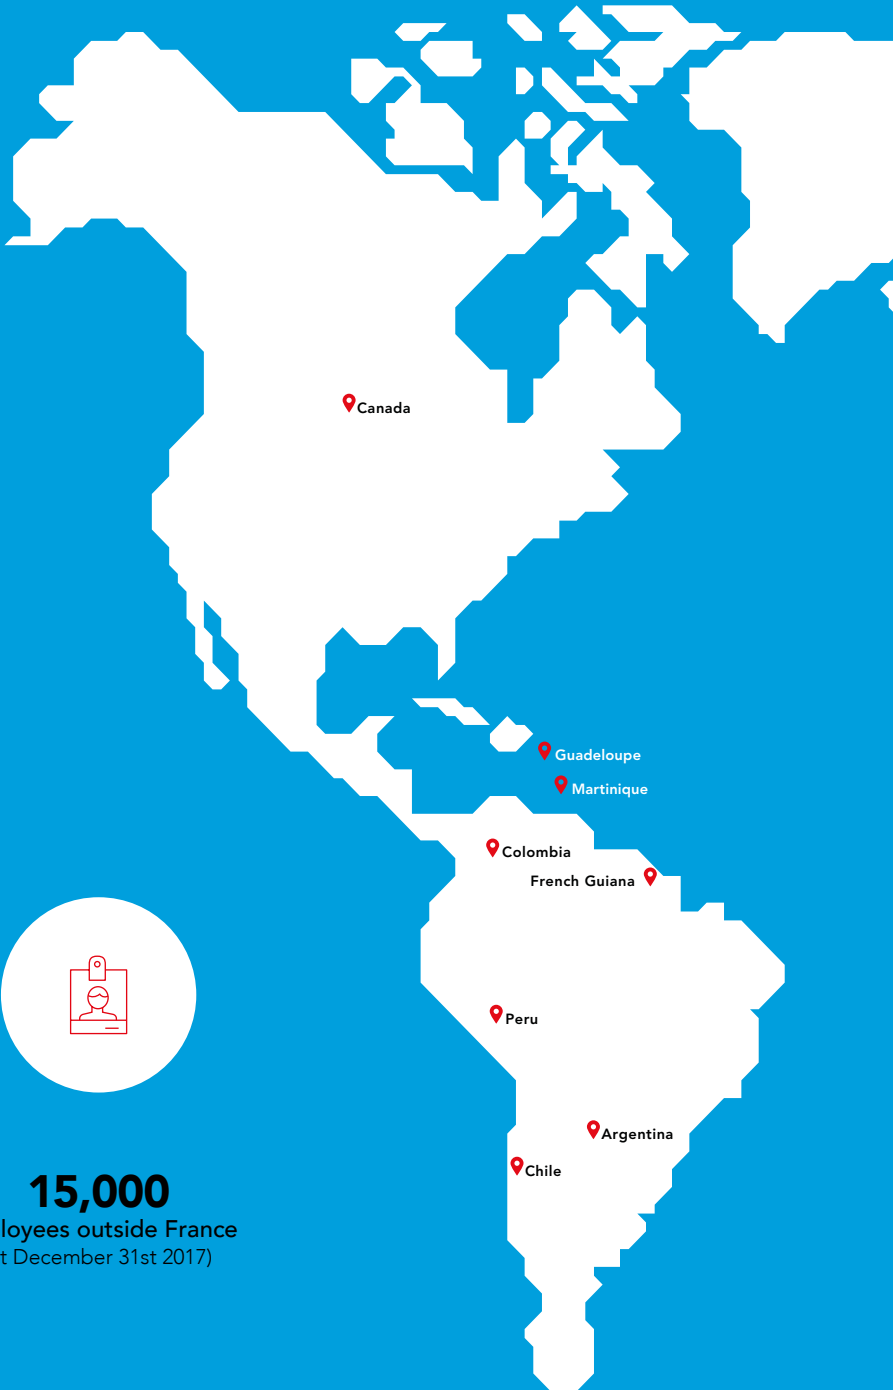 Canada
Guadeloupe
Martinique
Colombia
French Guiana
Peru
Argentina
Chile
15,000
loyees outside France
t December 31st 2017)